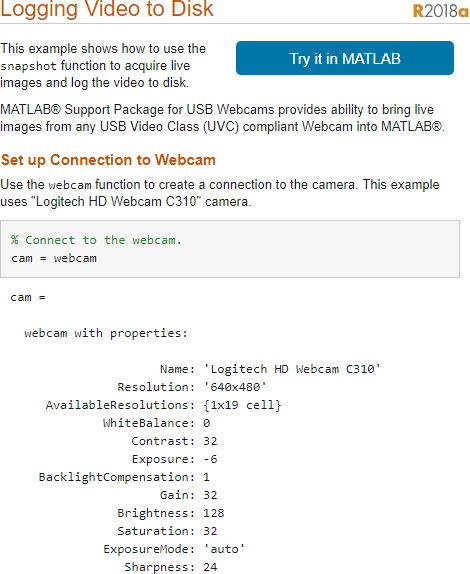 Logging Video to Disk
R2018a
This example shows how to use the
snapshot function to acquire live
images and log the video to disk.
Try it in MATLAB
MATLAB® Support Package for USB Webcams provides ability to bring live
images from any USB Video Class (UVC) compliant Webcam into MATLAB®.
Set up Connection to Webcam
Use the webcam function to create a connection to the camera. This example
uses "Logitech HD Webcam C310" camera.
% Connect to the webcam.
cam = webcam
cam =
webcam with properties:
Name: 'Logitech HD Webcam C310'
Resolution: '640x480'
AvailableResolutions: {1x19 cell}
WhiteBalance: 0
Contrast: 32
Exposure: -6
BacklightCompensation: 1
Gain: 32
Brightness: 128
Saturation: 32
ExposureMode: 'auto'
Sharpness: 24